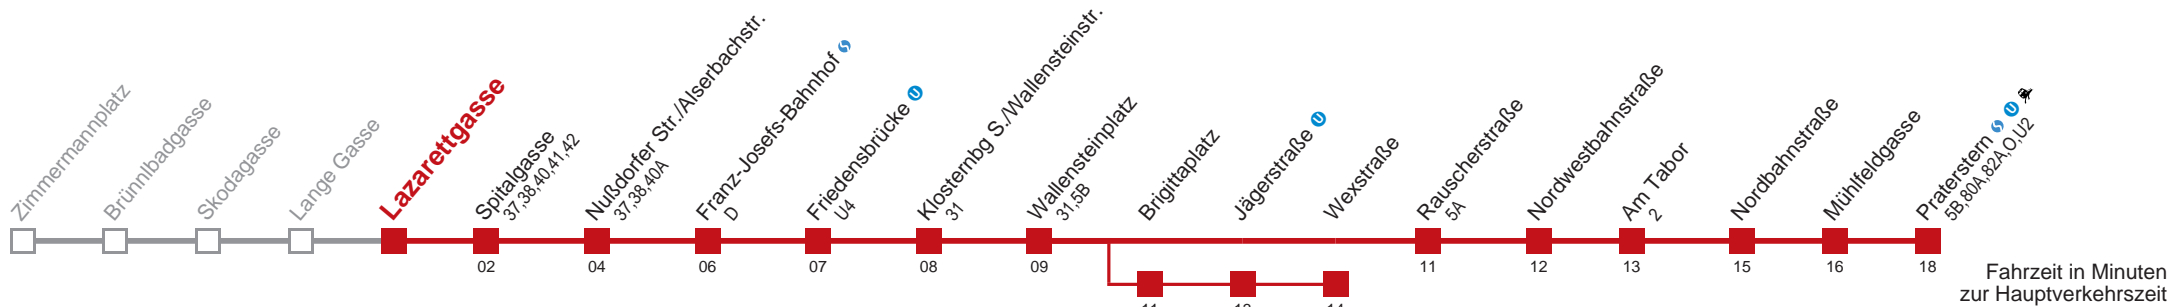 Zimmermannplatz
Brünnlbadgasse
Skodagasse
Lange Gasse
Lazarettgasse
Spitalgasse
37,38,40,41,42
Nußdorfer Str./Alserbachstr.
37,38,40A
Franz-Josefs-Bahnhof S
D
Friedensbrücke U
U4
Klosternbg S./Wallensteinstr.
31
Wallensteinplatz
31,5B
Brigittaplatz
Jägerstraße U
Wexstraße
Rauscherstraße
5A
Nordwestbahnstraße
Am Tabor
2
Nordbahnstraße
Mühlfeldgasse
Praterstern S U
5B,80A,82A,O,U2
02 04 06 07 08 09 11 12 13 15 16 18
Fahrzeit in Minuten
zur Hauptverkehrszeit